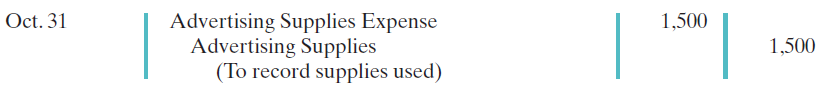 Oct. 31 Advertising Supplies Expense 1,500
Advertising Supplies 1,500
(To record supplies used)